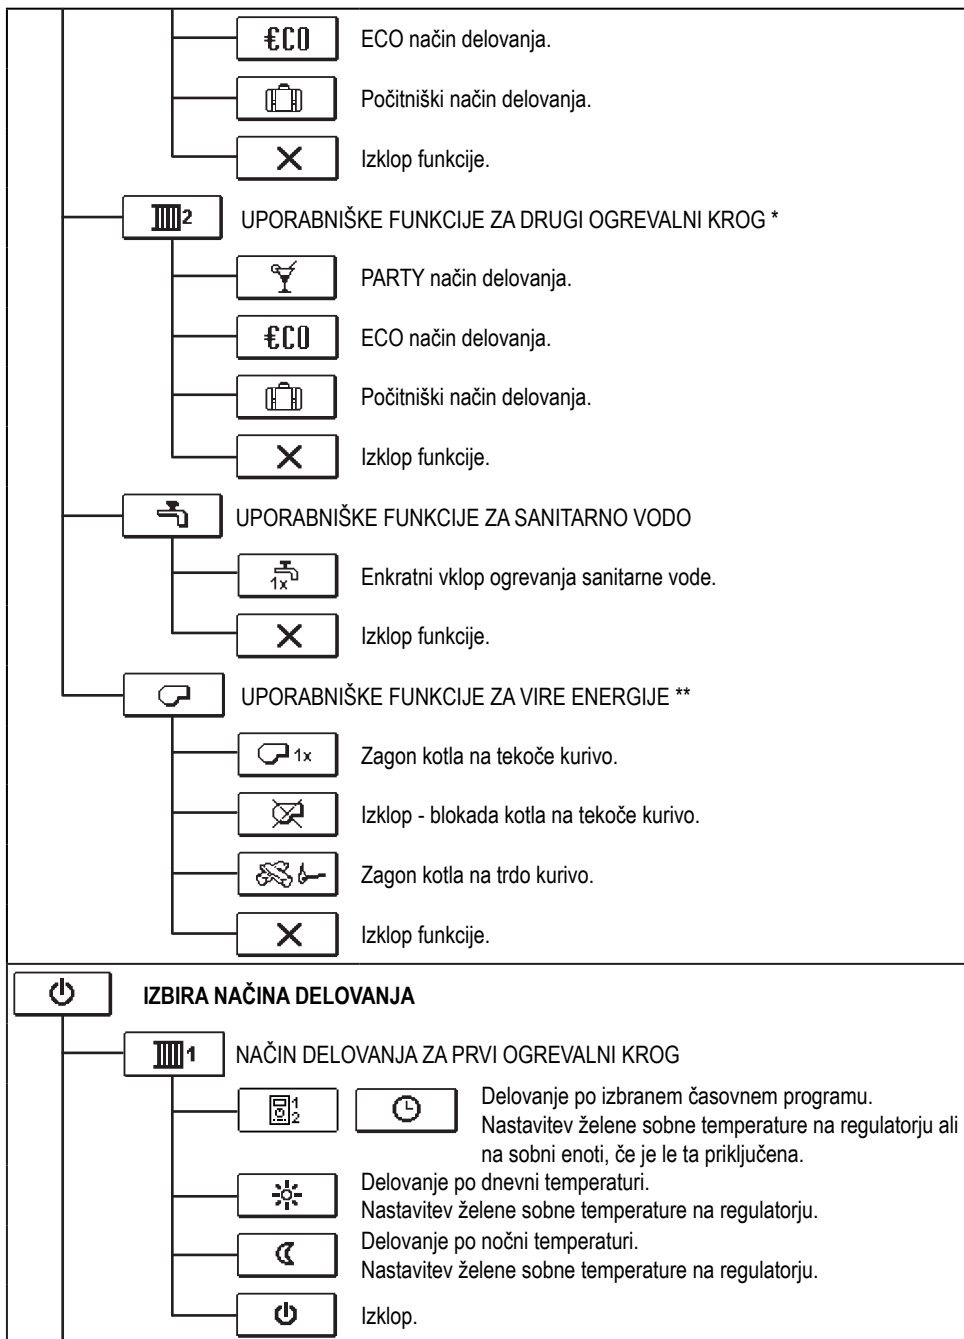 €CO ECO način delovanja.
Počitniški način delovanja.
Izklop funkcije.
2 UPORABNIŠKE FUNKCIJE ZA DRUGI OGREVALNI KROG *
PARTY način delovanja.
€CO ECO način delovanja.
Počitniški način delovanja.
Izklop funkcije.
UPORABNIŠKE FUNKCIJE ZA SANITARNO VODO
1x Enkratni vklop ogrevanja sanitarne vode.
Izklop funkcije.
UPORABNIŠKE FUNKCIJE ZA VIRE ENERGIJE **
1x Zagon kotla na tekoče kurivo.
Izklop - blokada kotla na tekoče kurivo.
Zagon kotla na trdo kurivo.
Izklop funkcije.
IZBIRA NAČINA DELOVANJA
1 NAČIN DELOVANJA ZA PRVI OGREVALNI KROG
1
2
Delovanje po izbranem časovnem programu.
Nastavitev želene sobne temperature na regulatorju ali
na sobni enoti, če je le ta priključena.
Delovanje po dnevni temperaturi.
Nastavitev želene sobne temperature na regulatorju.
Delovanje po nočni temperaturi.
Nastavitev želene sobne temperature na regulatorju.
Izklop.